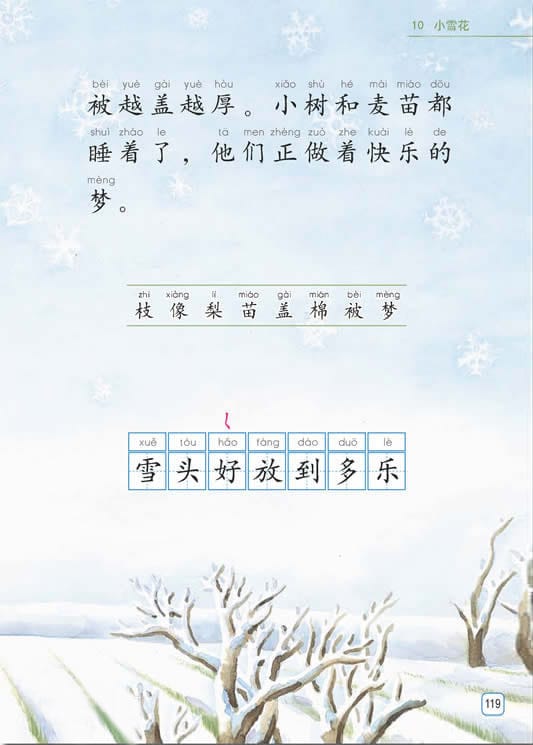 10 小雪花
bèi yuè gài yuè hòu xiǎo shù hé mài miáo dōu
被越盖越厚。小树和麦苗都
shuì zháo le tā men zhèng zuò zhe kuài lè de
睡着了，他们正做着快乐的
mèng
梦。
zhī xiàng lí miáo gài mián bèi mèng
枝像梨苗盖棉被梦
xuě tóu hǎo fàng dào duō lè
雪头好放到多乐
119